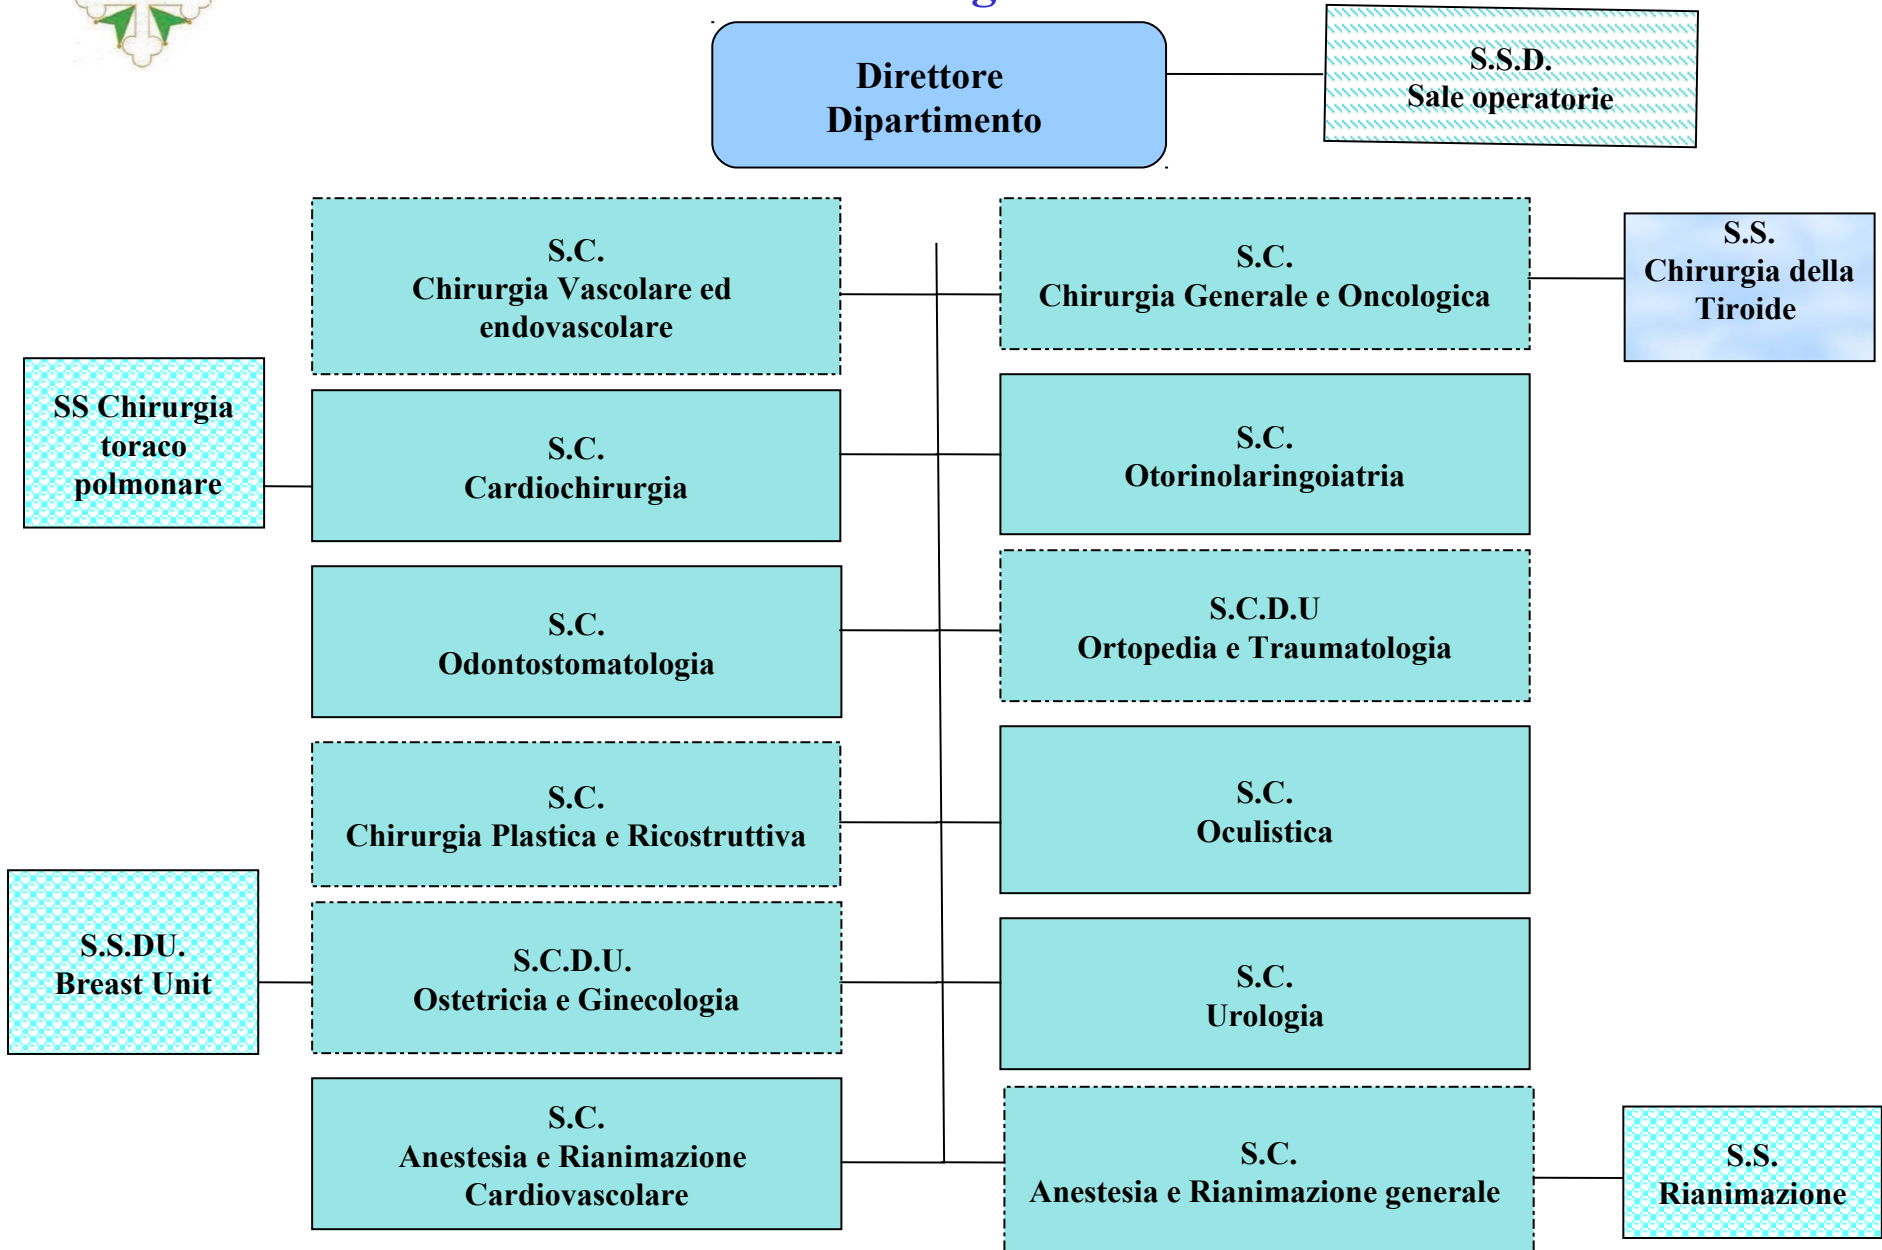 Direttore
Dipartimento
S.S.D.
Sale operatorie
S.C.
Chirurgia Vascolare ed
endovascolare
S.C.
Chirurgia Generale e Oncologica
S.S.
Chirurgia della
Tiroide
SS Chirurgia
toraco
polmonare
S.C.
Cardiochirurgia
S.C.
Otorinolaringoiatria
S.C.
Odontostomatologia
S.C.D.U
Ortopedia e Traumatologia
S.C.
Chirurgia Plastica e Ricostruttiva
S.C.
Oculistica
S.S.DU.
Breast Unit
S.C.D.U.
Ostetricia e Ginecologia
S.C.
Urologia
S.C.
Anestesia e Rianimazione
Cardiovascolare
S.C.
Anestesia e Rianimazione generale
S.S.
Rianimazione